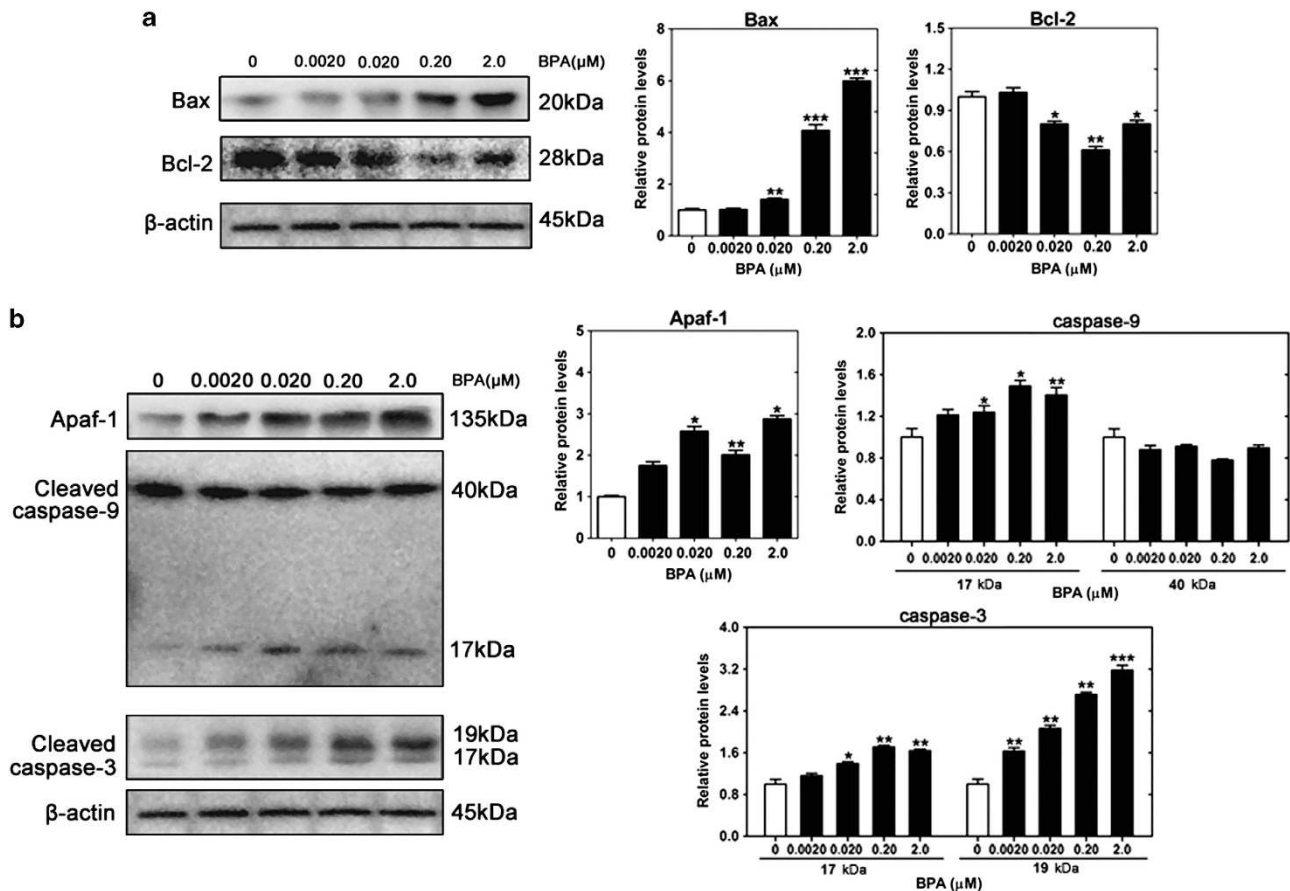 a
0 0.0020 0.020 0.20 2.0 BPA(μM)
Bax 20kDa
Bcl-2 28kDa
β-actin 45kDa
Bax
Relative protein levels
8
6
4
2
0
** *** ***
0 0.0020 0.020 0.20 2.0
BPA (μM)
Bcl-2
Relative protein levels
1.5
1.2
0.9
0.6
0.3
0.0
* ** *
0 0.0020 0.020 0.20 2.0
BPA (μM)
b
0 0.0020 0.020 0.20 2.0 BPA(μM)
Apaf-1 135kDa
Cleaved
caspase-9
40kDa
17kDa
Cleaved
caspase-3
19kDa
17kDa
β-actin 45kDa
Apaf-1
Relative protein levels
5
4
3
2
1
0
* ** *
0 0.0020 0.020 0.20 2.0
BPA (μM)
caspase-9
Relative protein levels
2.0
1.6
1.2
0.8
0.4
0.0
* * **
0 0.0020 0.020 0.20 2.0 0 0.0020 0.020 0.20 2.0
17 kDa 40 kDa
BPA (μM)
caspase-3
Relative protein levels
4.0
3.2
2.4
1.6
0.8
0.0
* ** ** ** ** ** ***
0 0.0020 0.020 0.20 2.0 0 0.0020 0.020 0.20 2.0
17 kDa 19 kDa
BPA (μM)